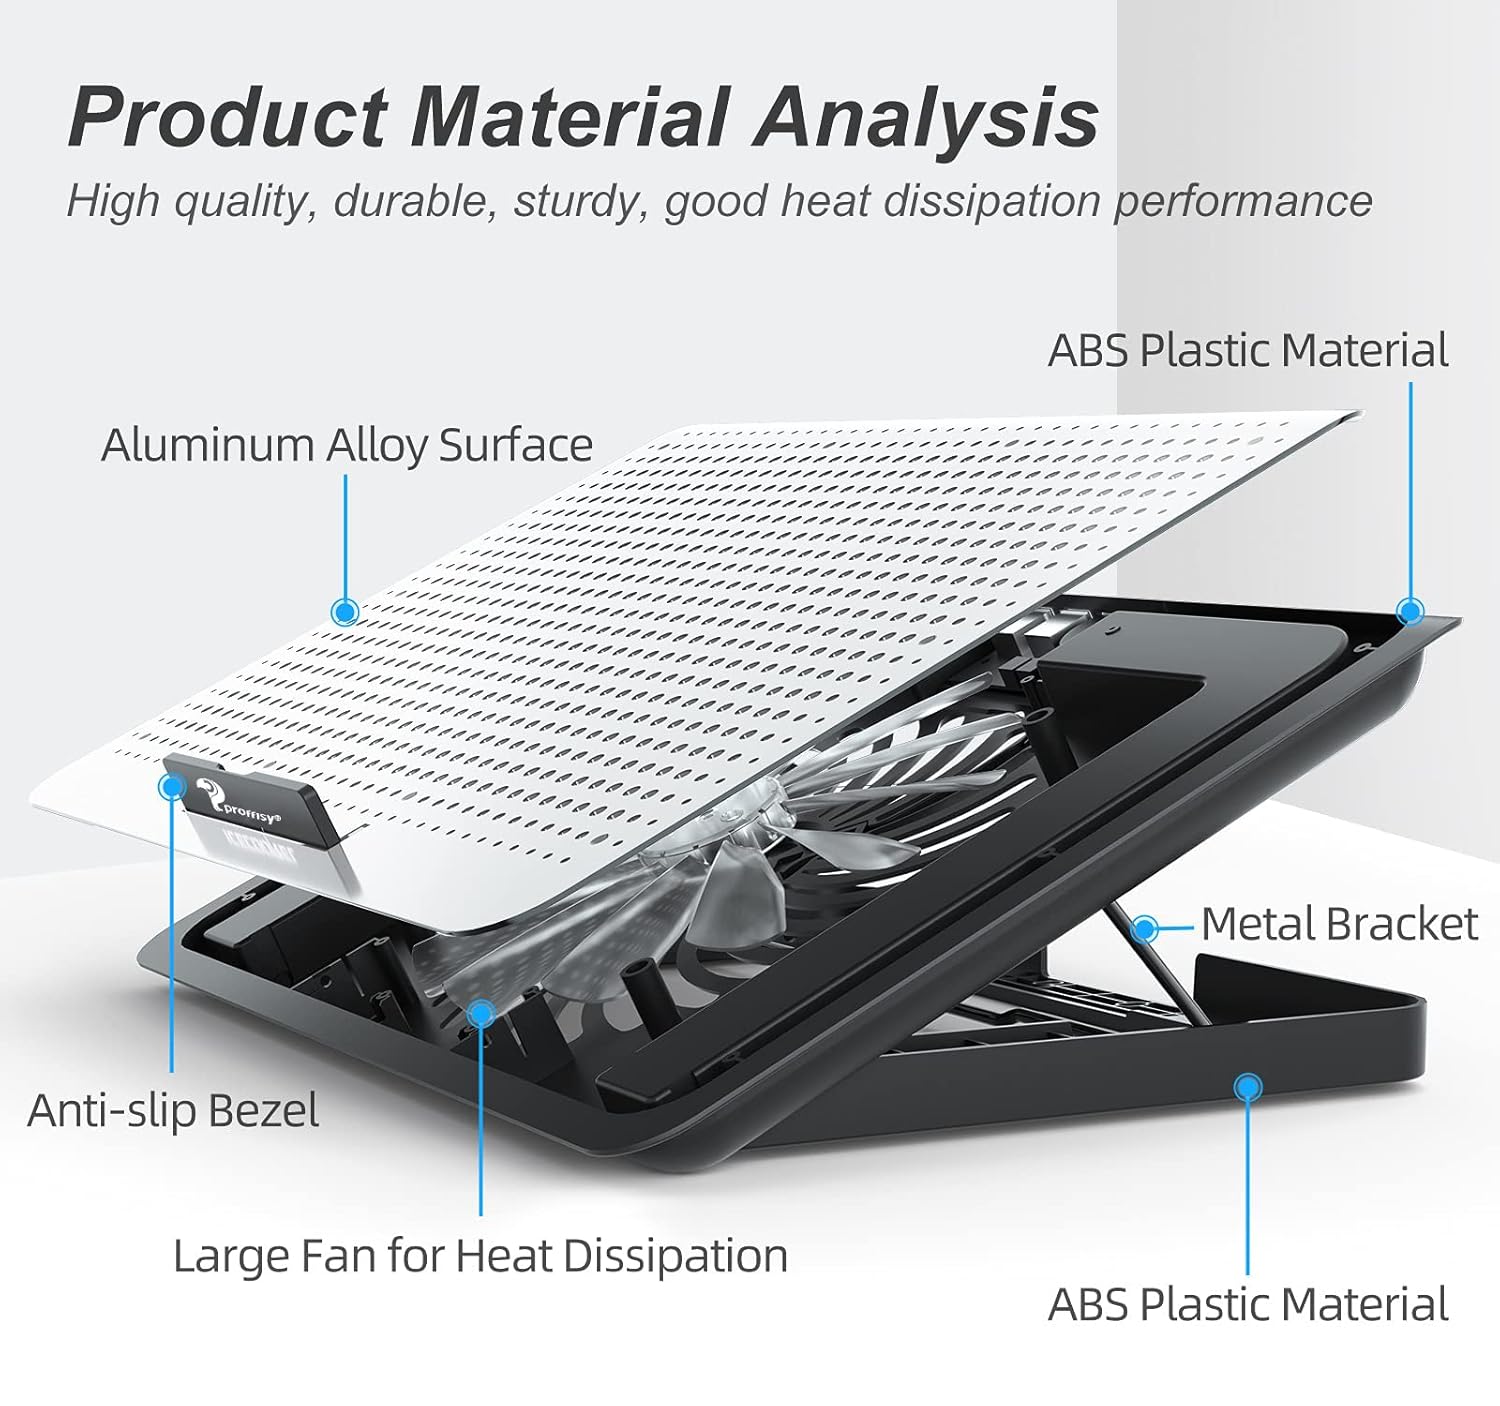 Product Material Analysis
High quality, durable, sturdy, good heat dissipation performance
ABS Plastic Material
Aluminum Alloy Surface
proffisy®
Metal Bracket
Anti-slip Bezel
Large Fan for Heat Dissipation
ABS Plastic Material